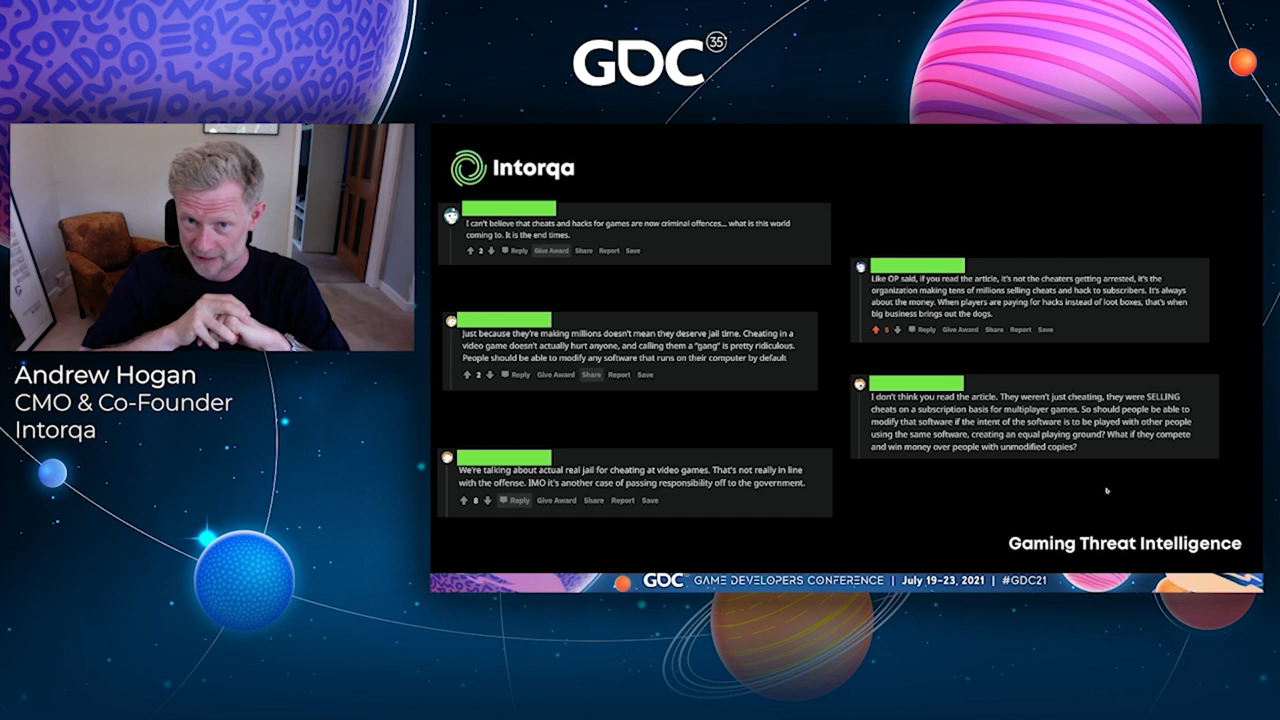 GDC 35
Intorqa
I can't believe that cheats and hacks for games are now criminal offences... what is this world
coming to. It is the end times.
2 Reply Give Award Share Report Save
Like OP said, if you read the article, it's not the cheaters getting arrested, it's the
organization making tens of millions selling cheats and hack to subscribers. It's always
about the money. When players are paying for hacks instead of loot boxes, that's when
big business brings out the dogs.
5 Reply Give Award Share Report Save
Just because they're making millions doesn't mean they deserve jail time. Cheating in a
video game doesn't actually hurt anyone, and calling them a "gang" is pretty ridiculous.
People should be able to modify any software that runs on their computer by default
2 Reply Give Award Share Report Save
I don't think you read the article. They weren't just cheating, they were SELLING
cheats on a subscription basis for multiplayer games. So should people be able to
modify that software if the intent of the software is to be played with other people
using the same software, creating an equal playing ground? What if they compete
and win money over people with unmodified copies?
We're talking about actual real jail for cheating at video games. That's not really in line
with the offense. IMO it's another case of passing responsibility off to the government.
8 Reply Give Award Share Report Save
Gaming Threat Intelligence
GDC GAME DEVELOPERS CONFERENCE | July 19-23, 2021 | #GDC21
Andrew Hogan
CMO & Co-Founder
Intorqa